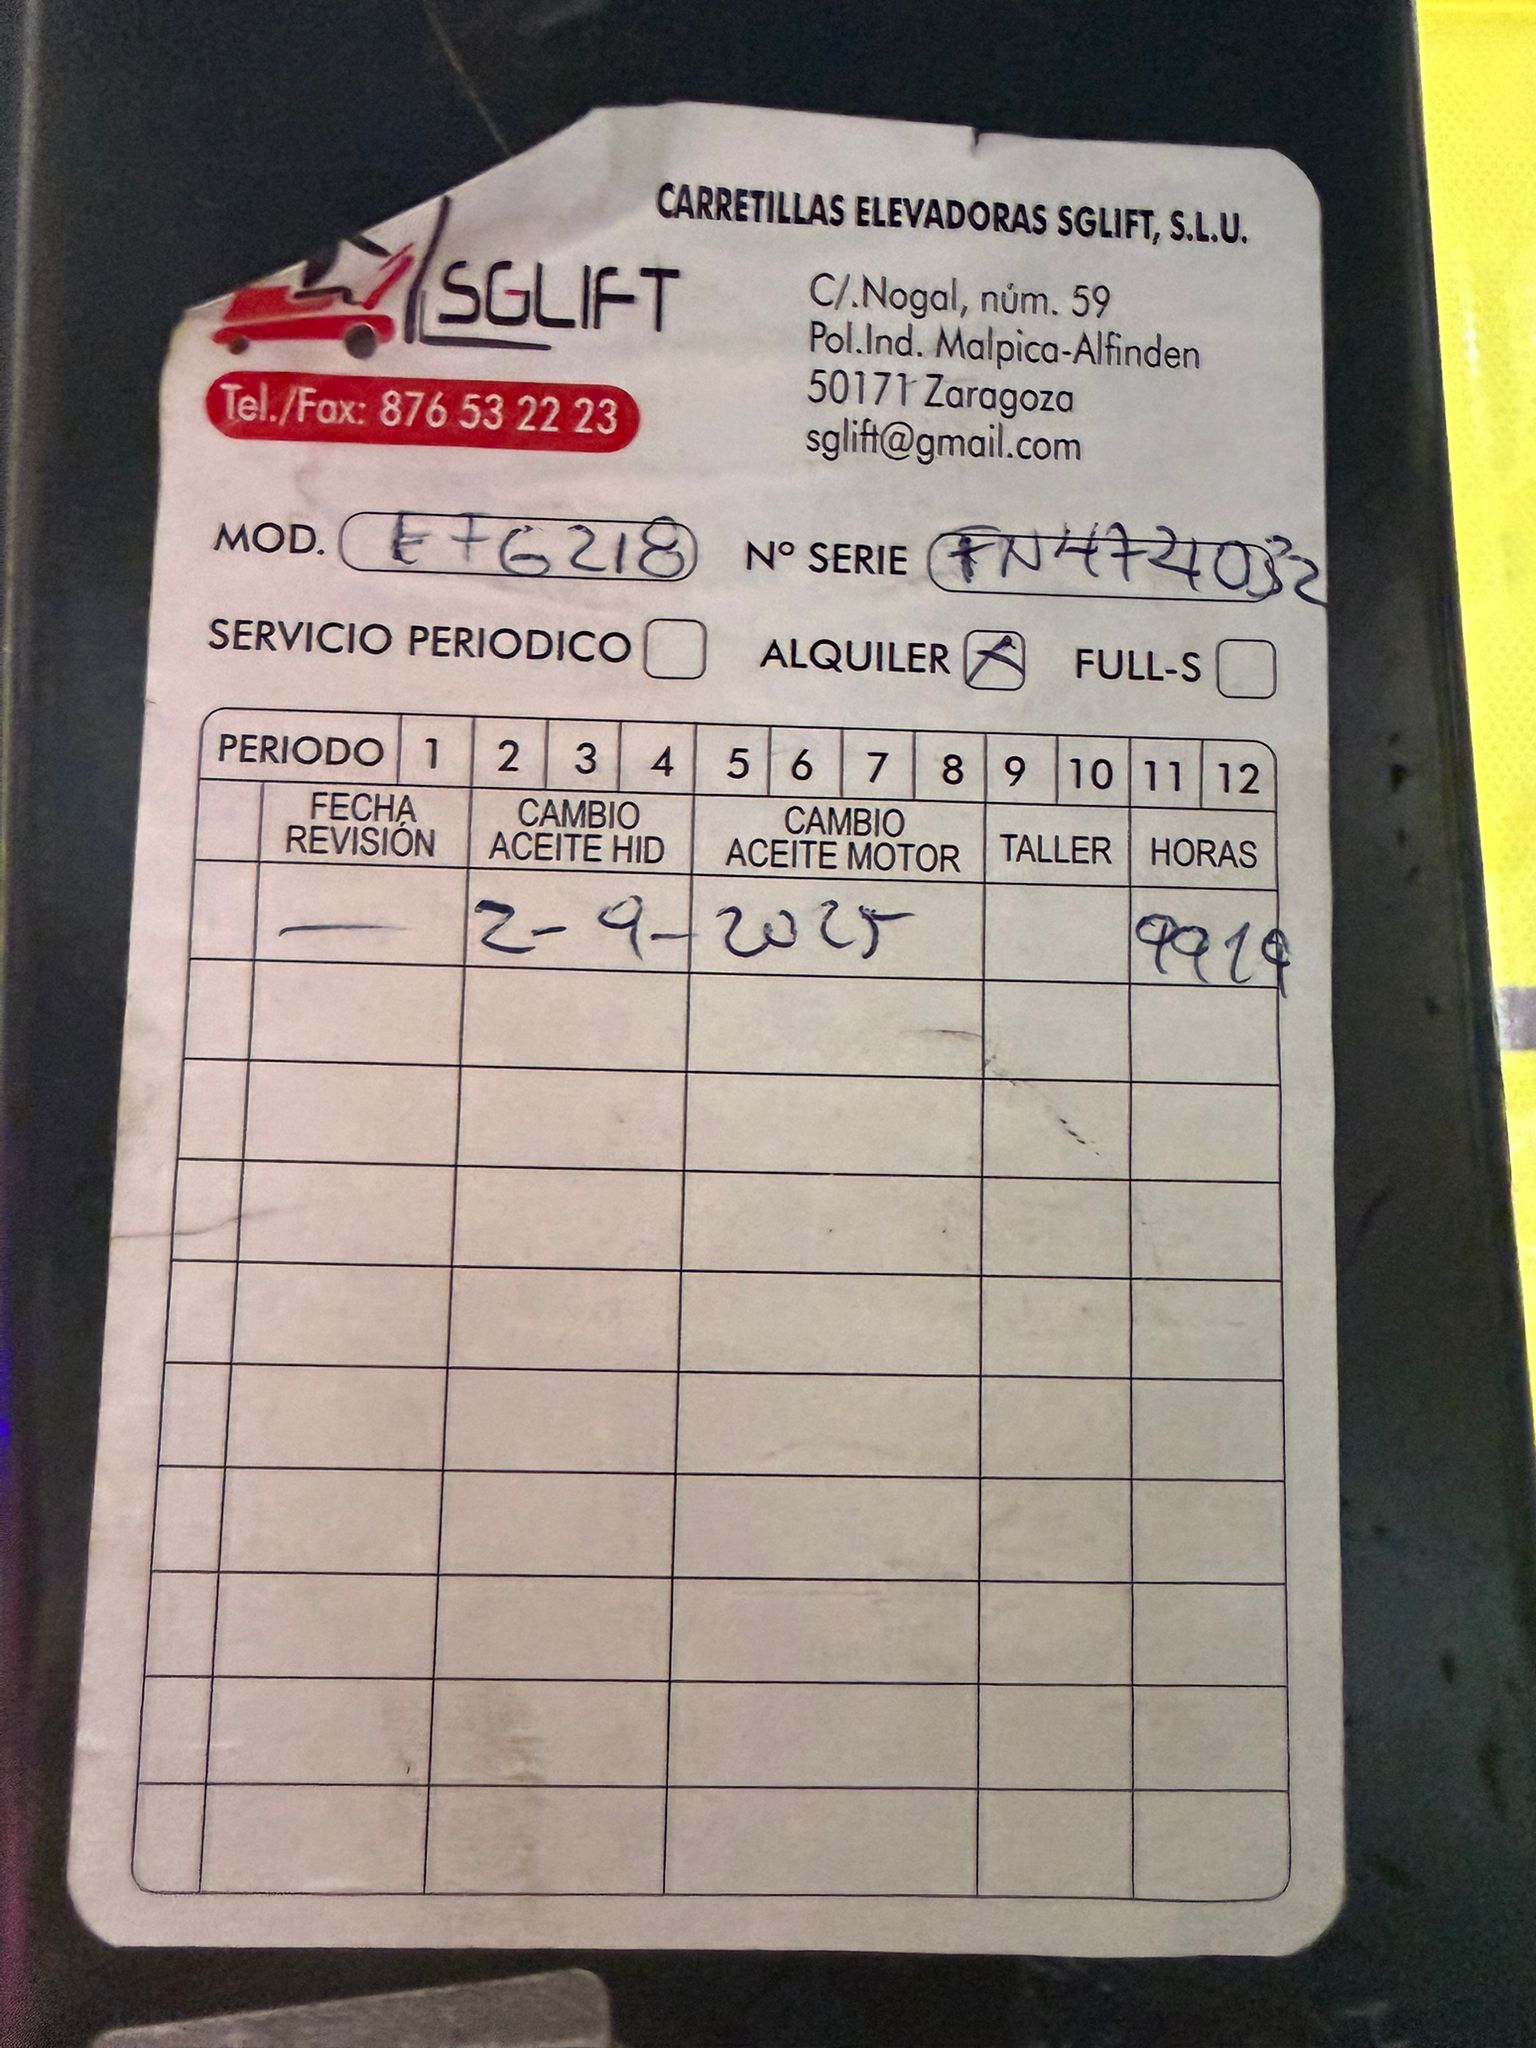 CARRETILLAS ELEVADORAS SGLIFT, S.L.U.
SGLIFT
C/.Nogal, núm. 59
Pol.Ind. Malpica-Alfinden
50171 Zaragoza
sglift@gmail.com
Tel./Fax: 876 53 22 23
MOD. EFG218 Nº SERIE FN474032
SERVICIO PERIODICO ALQUILER X FULL-S
PERIODO 1 2 3 4 5 6 7 8 9 10 11 12
FECHA REVISIÓN CAMBIO ACEITE HID CAMBIO ACEITE MOTOR TALLER HORAS
— 2-9-2025 9919